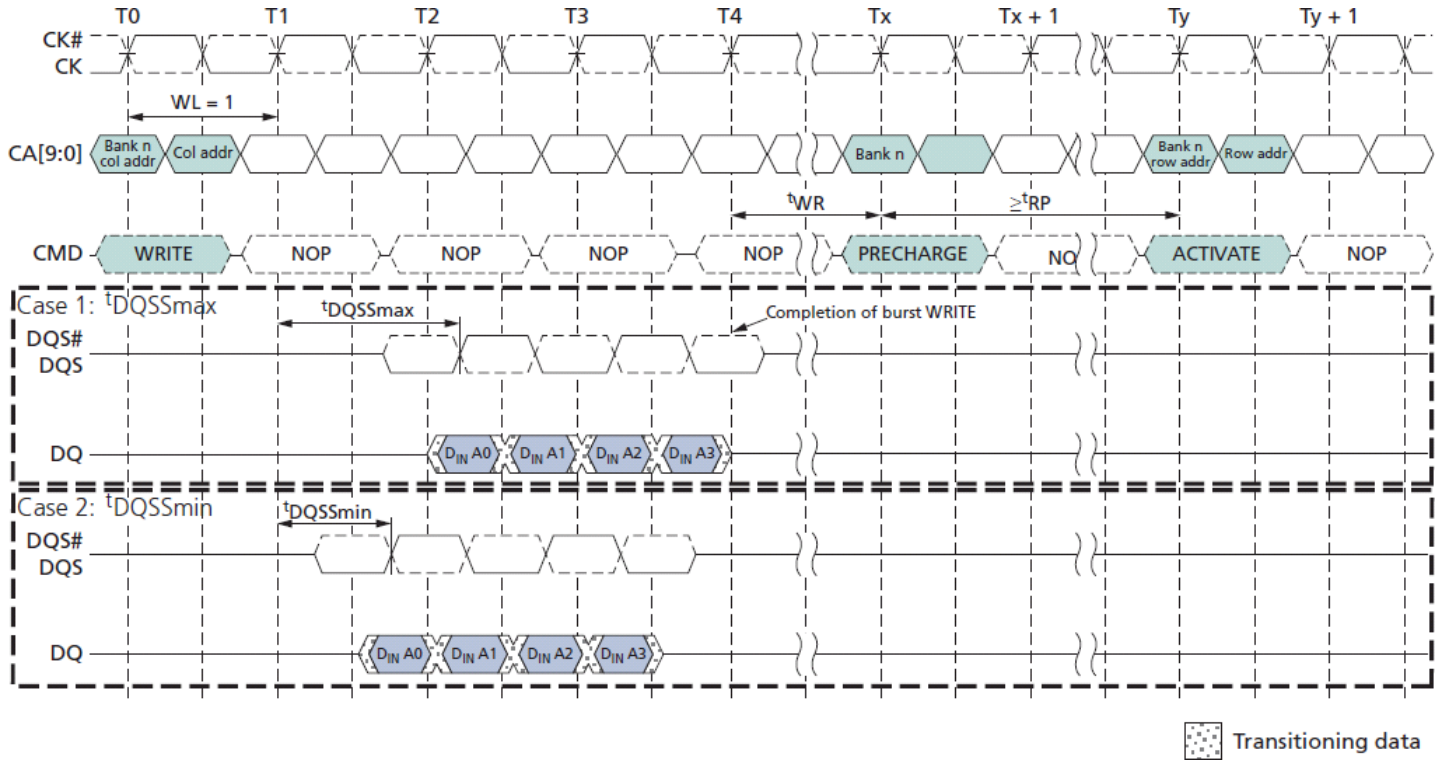 T0 T1 T2 T3 T4 Tx Tx + 1 Ty Ty + 1
CK#
CK
WL = 1
CA[9:0] Bank n col addr Col addr Bank n Bank n row addr Row addr
tWR ≥tRP
CMD WRITE NOP NOP NOP NOP PRECHARGE NO ACTIVATE NOP
Case 1: tDQSSmax
tDQSSmax
Completion of burst WRITE
DQS#
DQS
DQ DIN A0 DIN A1 DIN A2 DIN A3
Case 2: tDQSSmin
tDQSSmin
DQS#
DQS
DQ DIN A0 DIN A1 DIN A2 DIN A3
Transitioning data